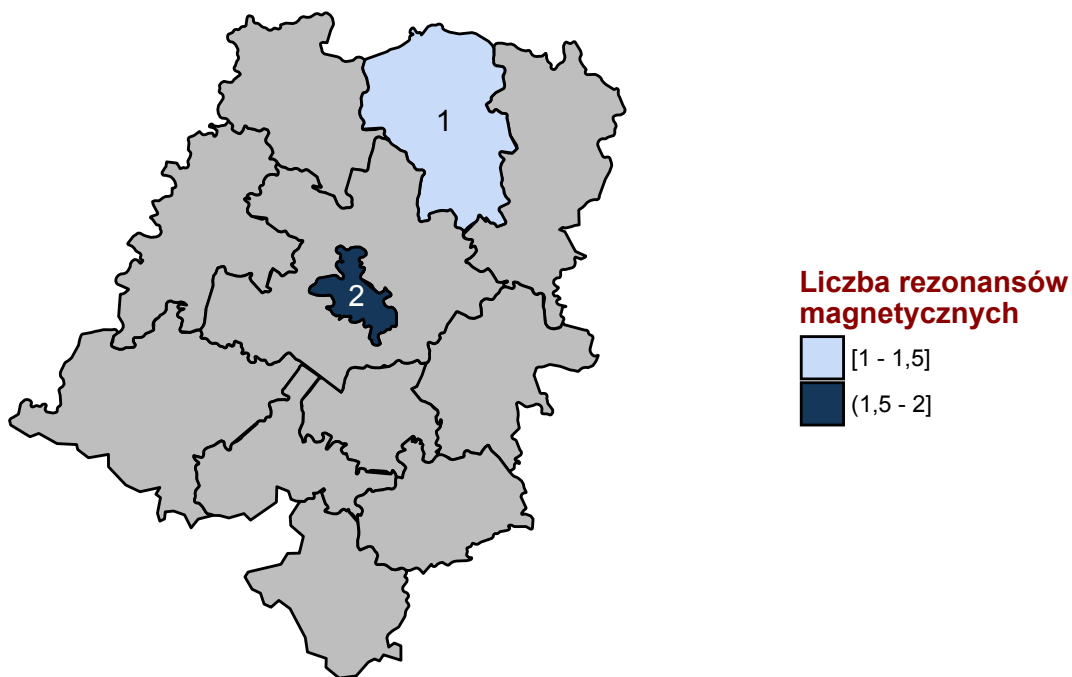 1
2
Liczba rezonansów
magnetycznych
[1 - 1,5]
(1,5 - 2]